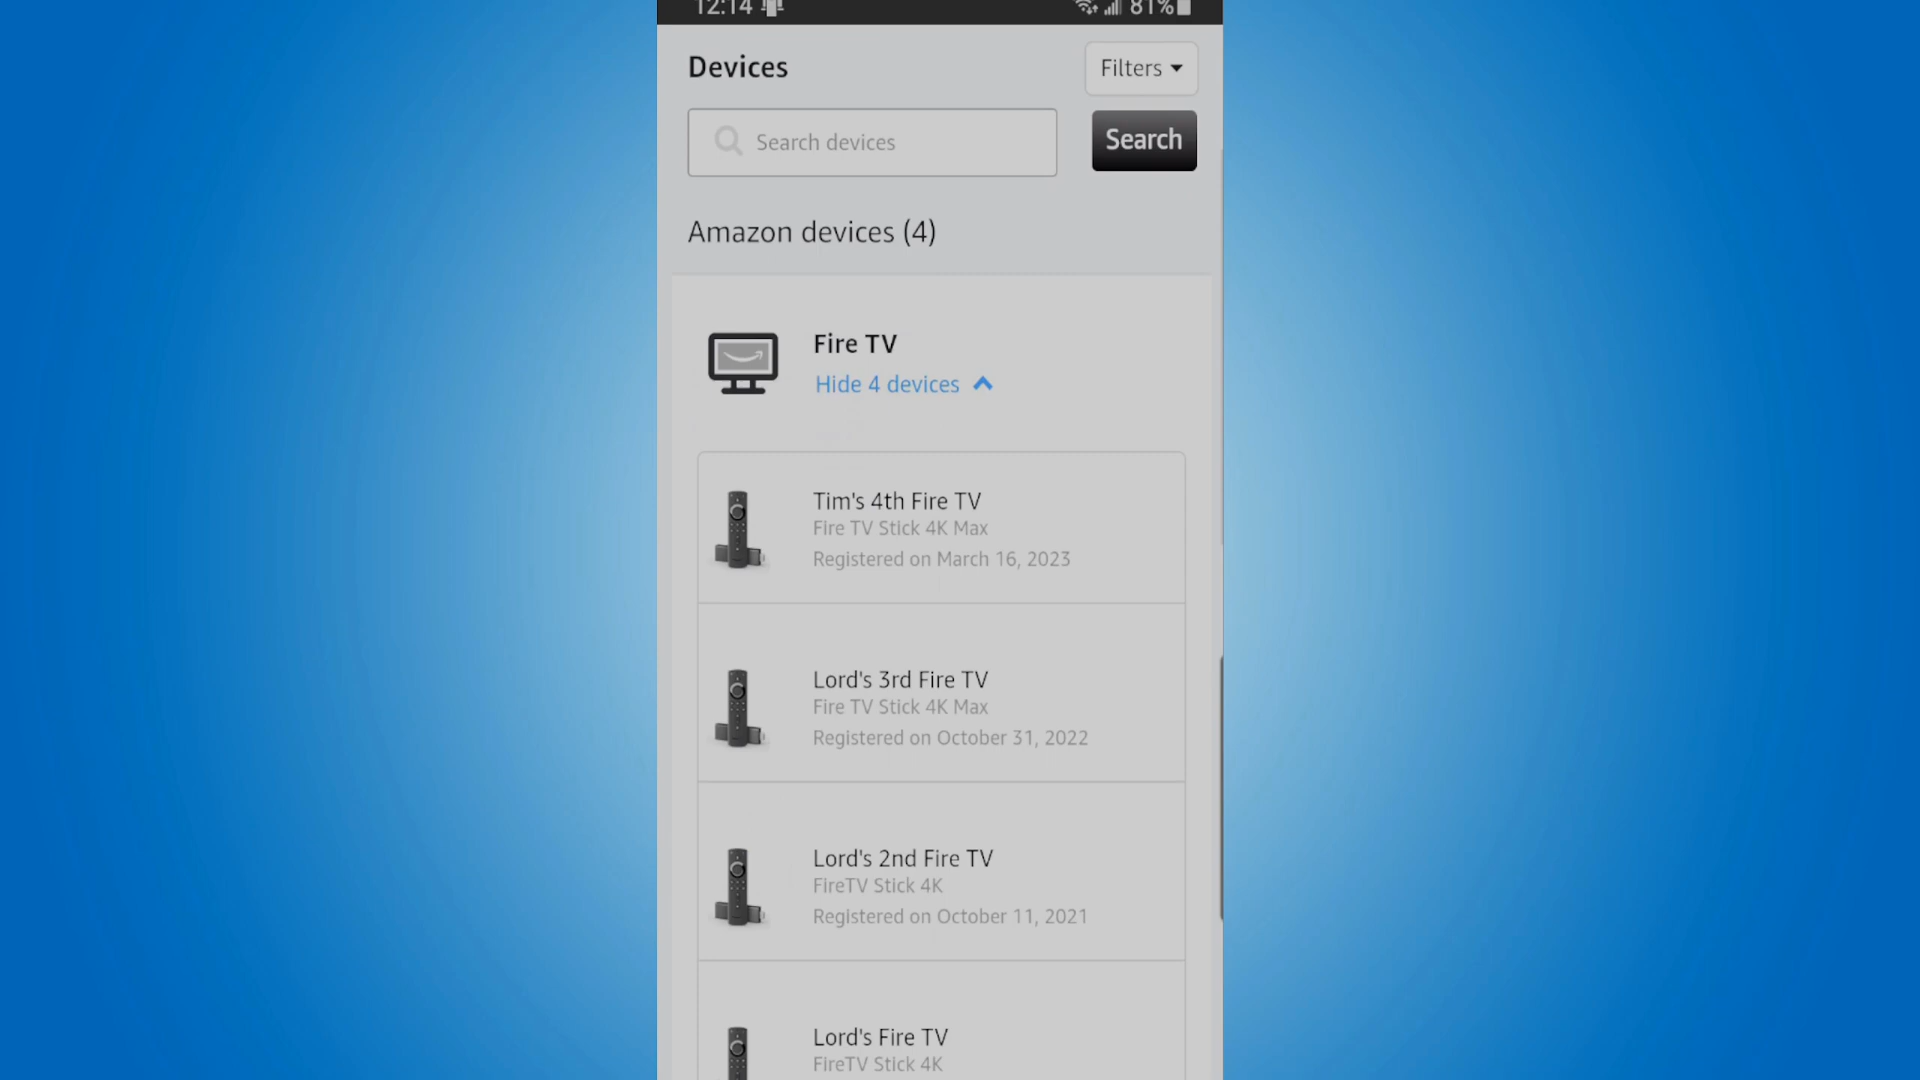 12:14
81%
Devices
Filters
Search devices
Search
Amazon devices (4)
Fire TV
Hide 4 devices
Tim's 4th Fire TV
Fire TV Stick 4K Max
Registered on March 16, 2023
Lord's 3rd Fire TV
Fire TV Stick 4K Max
Registered on October 31, 2022
Lord's 2nd Fire TV
FireTV Stick 4K
Registered on October 11, 2021
Lord's Fire TV
FireTV Stick 4K